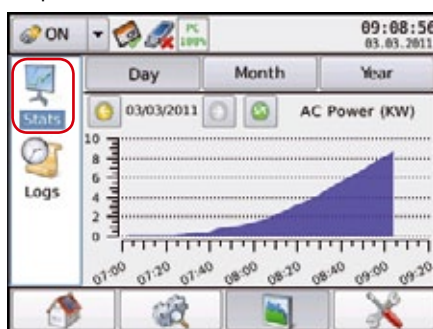 ON
PC
100%
09:08:56
03.03.2011
Day Month Year
Stats
03/03/2011 AC Power (KW)
Logs
10
8
6
4
2
0
07:00 07:20 07:40 08:00 08:20 08:40 09:00 09:20